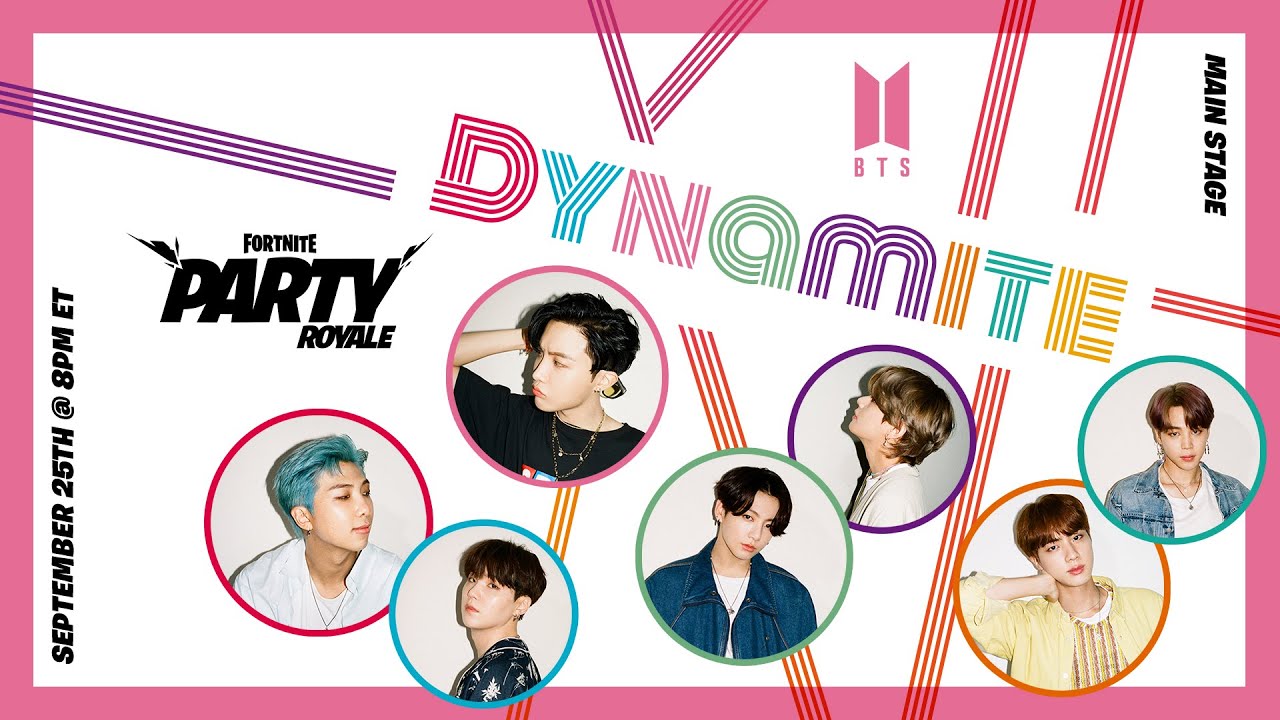 SEPTEMBER 25TH @ 8PM ET
FORTNITE
PARTY
ROYALE
DYNAMITE
BTS
MAIN STAGE